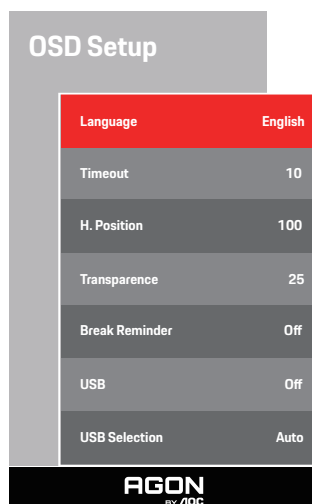 OSD Setup
Language English
Timeout 10
H. Position 100
Transparence 25
Break Reminder Off
USB Off
USB Selection Auto
AGON
BY AOC